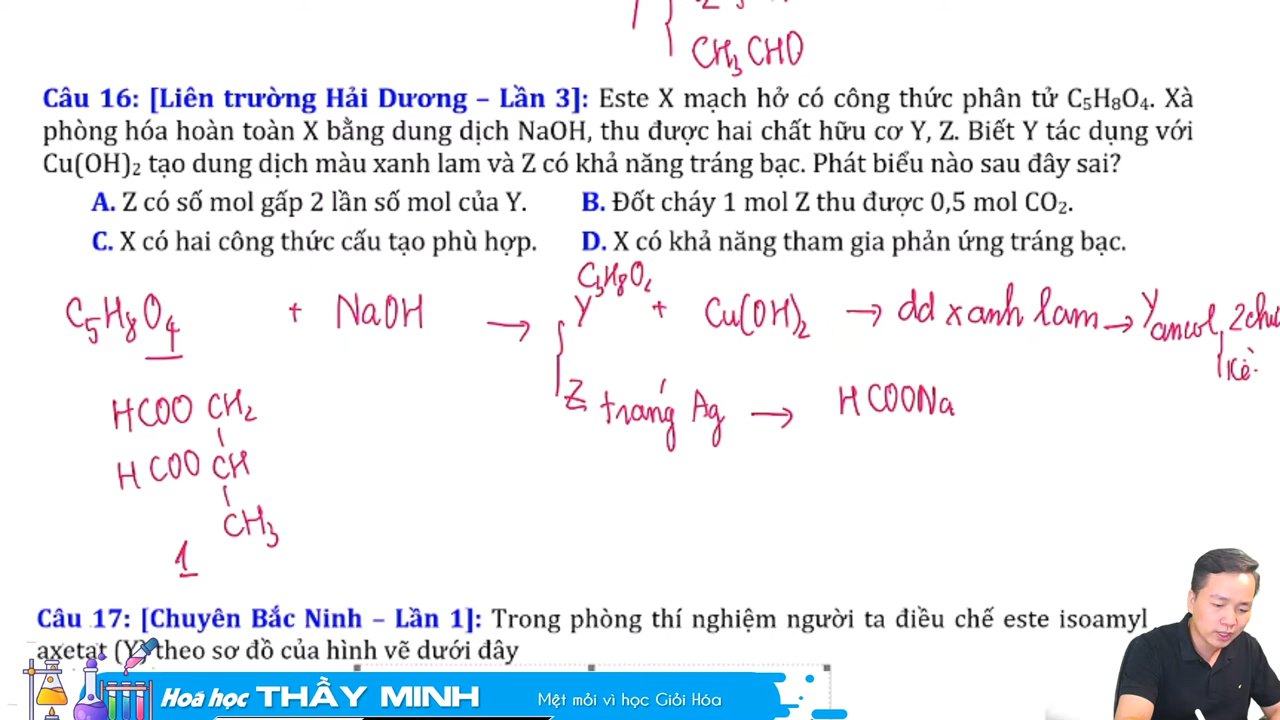 CH₃CHO
Câu 16: [Liên trường Hải Dương – Lần 3]: Este X mạch hở có công thức phân tử C₅H₈O₄. Xà
phòng hóa hoàn toàn X bằng dung dịch NaOH, thu được hai chất hữu cơ Y, Z. Biết Y tác dụng với
Cu(OH)₂ tạo dung dịch màu xanh lam và Z có khả năng tráng bạc. Phát biểu nào sau đây sai?
A. Z có số mol gấp 2 lần số mol của Y. B. Đốt cháy 1 mol Z thu được 0,5 mol CO₂.
C. X có hai công thức cấu tạo phù hợp. D. X có khả năng tham gia phản ứng tráng bạc.
C₃H₈O₂
C₅H₈O₄ + NaOH → Y + Cu(OH)₂ → dd xanh lam → Y ancol, 2
kề
Z tráng Ag → HCOONa
HCOO CH₂
HCOO CH
CH₃
1
Câu 17: [Chuyên Bắc Ninh – Lần 1]: Trong phòng thí nghiệm người ta điều chế este isoamyl
axetat (Y) theo sơ đồ của hình vẽ dưới đây
Hoá học THẦY MINH Mệt mỏi vì học Giỏi Hóa